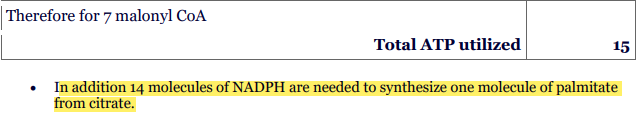 Therefore for 7 malonyl CoA
Total ATP utilized 15
• In addition 14 molecules of NADPH are needed to synthesize one molecule of palmitate
from citrate.